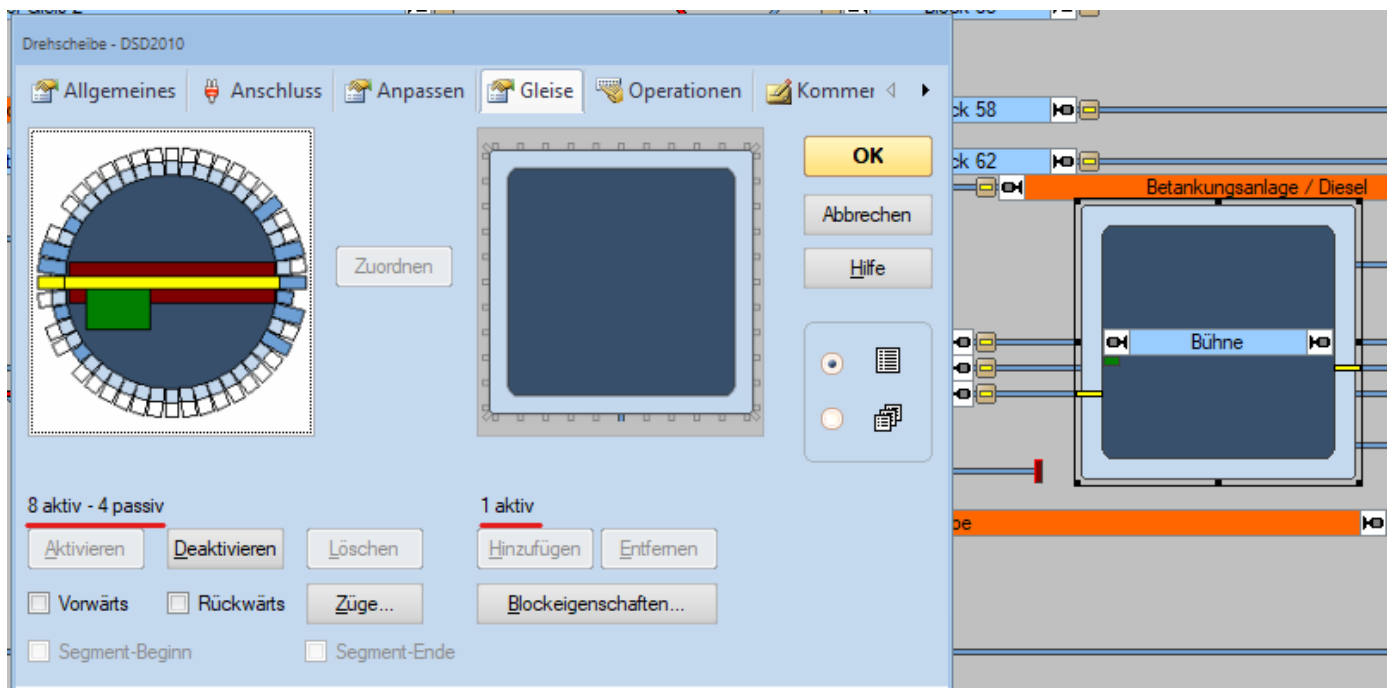 Drehscheibe - DSD2010
Allgemeines
Anschluss
Anpassen
Gleise
Operationen
Kommer
OK
Abbrechen
Hilfe
Zuordnen
8 aktiv - 4 passiv
1 aktiv
Aktivieren
Deaktivieren
Löschen
Hinzufügen
Entfernen
Vorwärts
Rückwärts
Züge...
Blockeigenschaften...
Segment-Beginn
Segment-Ende
ck 58
ck 62
Betankungsanlage / Diesel
Bühne